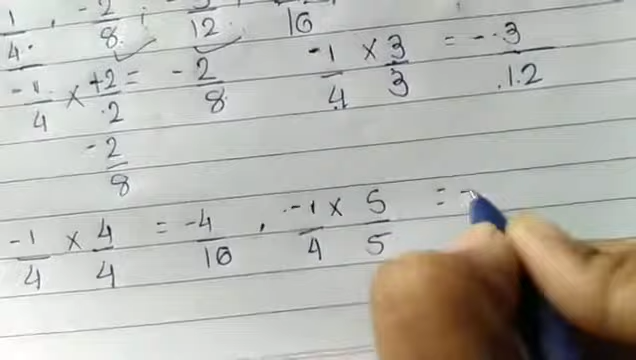 1/4, -2/8, -3/12, /16
-1/4 × +2/2 = -2/8   -1/4 × 3/3 = -3/12
-2/8
-1/4 × 4/4 = -4/16, -1/4 × 5/5 = -